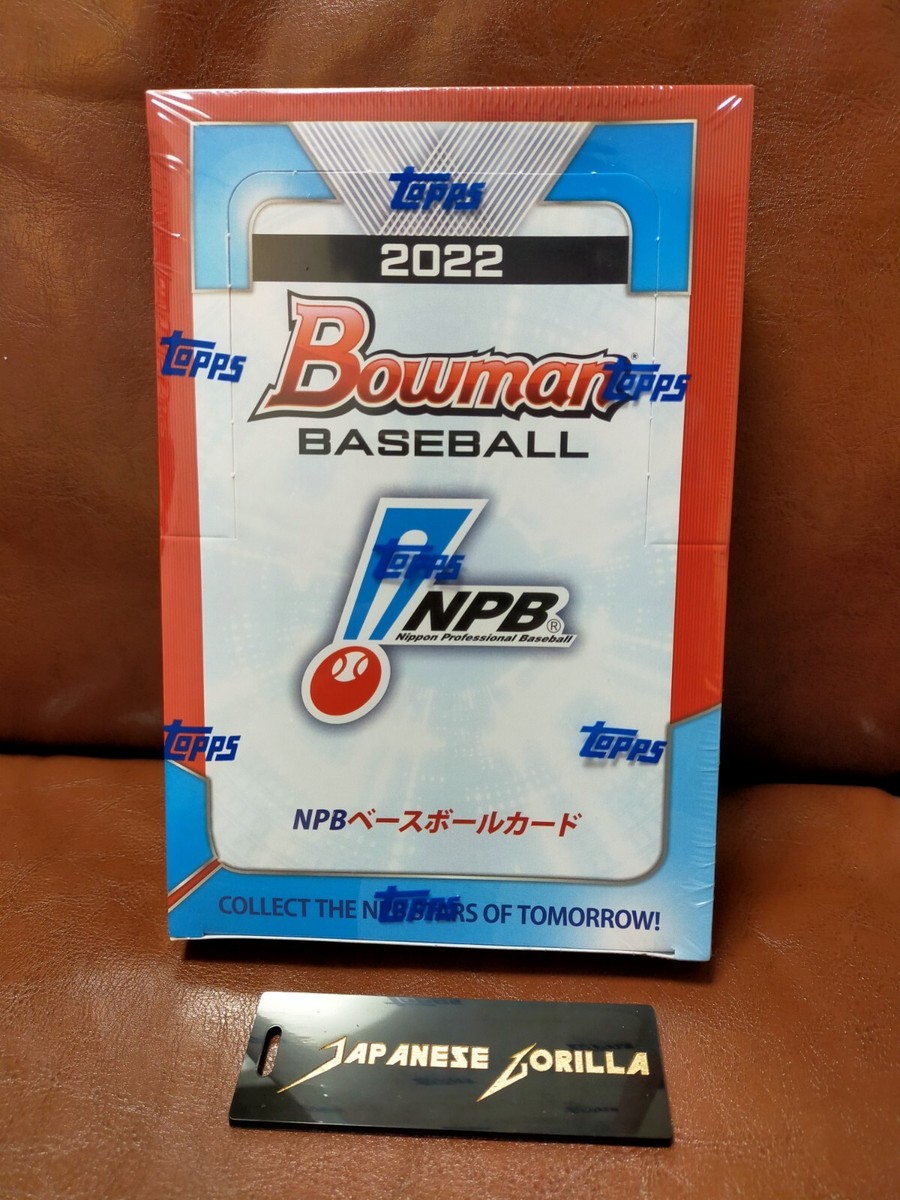 topps
2022
topps
Bowman®
topps
BASEBALL
topps
NPB®
Nippon Professional Baseball
topps
topps
NPBベースボールカード
topps
COLLECT THE NPB STARS OF TOMORROW!
JAPANESE GORILLA